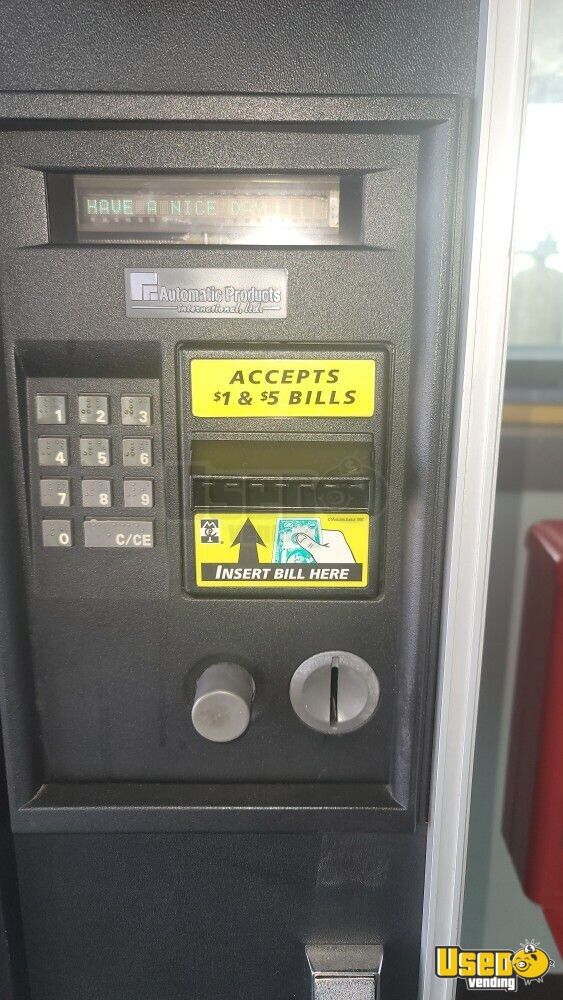 HAVE A NICE DAY
Automatic Products
international, ltd.
ACCEPTS
$1 & $5 BILLS
1 2 3
4 5 6
7 8 9
0 C/CE
INSERT BILL HERE
USED
vending